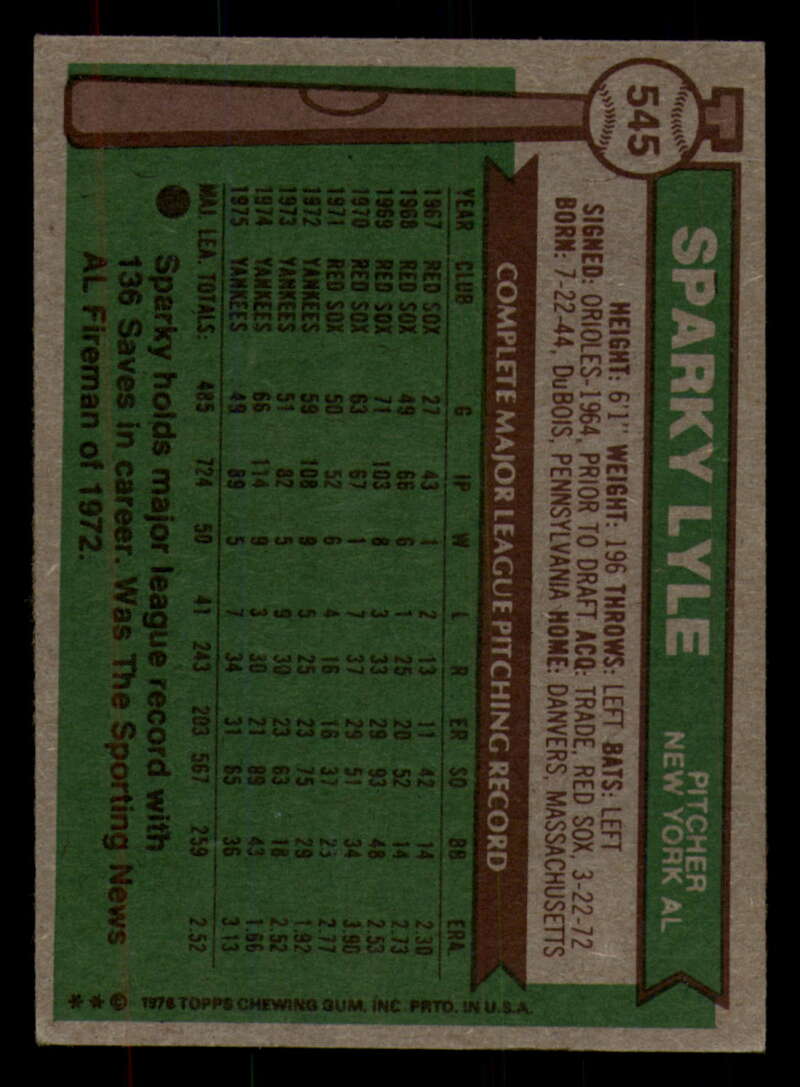 545
SPARKY LYLE
PITCHER
NEW YORK AL
HEIGHT: 6'1" WEIGHT: 196 THROWS: LEFT BATS: LEFT
SIGNED: ORIOLES-1964, PRIOR TO DRAFT ACQ: TRADE, RED SOX, 3-22-72
BORN: 7-22-44, DuBOIS, PENNSYLVANIA HOME: DANVERS, MASSACHUSETTS
COMPLETE MAJOR LEAGUE PITCHING RECORD
YEAR CLUB G IP W L R ER SO BB ERA
1967 RED SOX 27 43 1 2 13 11 42 14 2.30
1968 RED SOX 49 66 6 1 25 20 52 14 2.73
1969 RED SOX 71 103 8 3 33 29 93 48 2.53
1970 RED SOX 63 67 1 7 37 29 51 34 3.90
1971 RED SOX 50 52 6 4 16 16 37 23 2.77
1972 YANKEES 59 108 9 5 25 23 75 29 1.92
1973 YANKEES 51 82 5 9 30 23 63 18 2.52
1974 YANKEES 66 114 9 3 30 21 89 43 1.66
1975 YANKEES 49 89 5 7 34 31 65 36 3.13
MAJ. LEA. TOTALS: 485 724 50 41 243 203 567 259 2.52
Sparky holds major league record with
136 Saves in career. Was The Sporting News
AL Fireman of 1972.
* * © 1976 TOPPS CHEWING GUM, INC. PRTD. IN U.S.A.